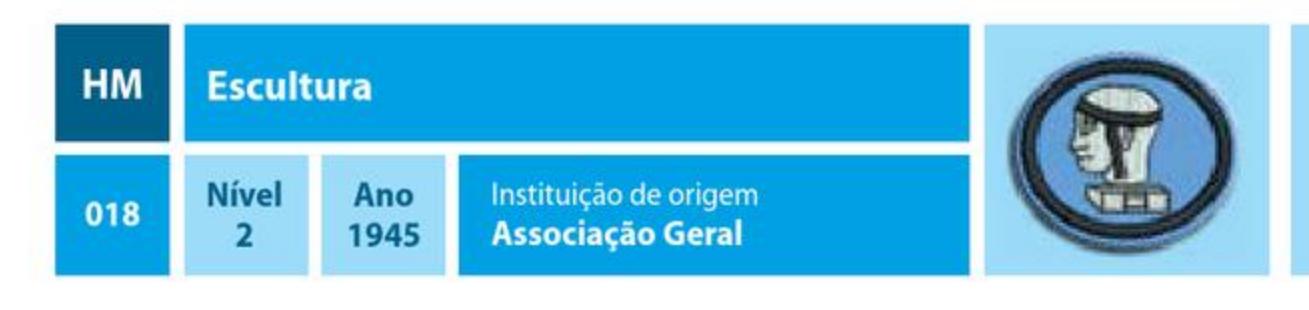 HM
Escultura
018
Nível
2
Ano
1945
Instituição de origem
Associação Geral